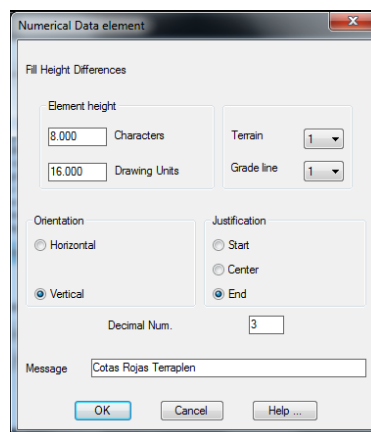 Numerical Data element
Fill Height Differences
Element height
8.000 Characters
Terrain 1
16.000 Drawing Units
Grade line 1
Orientation
Justification
Horizontal
Start
Center
Vertical
End
Decimal Num. 3
Message Cotas Rojas Terraplen
OK Cancel Help ...